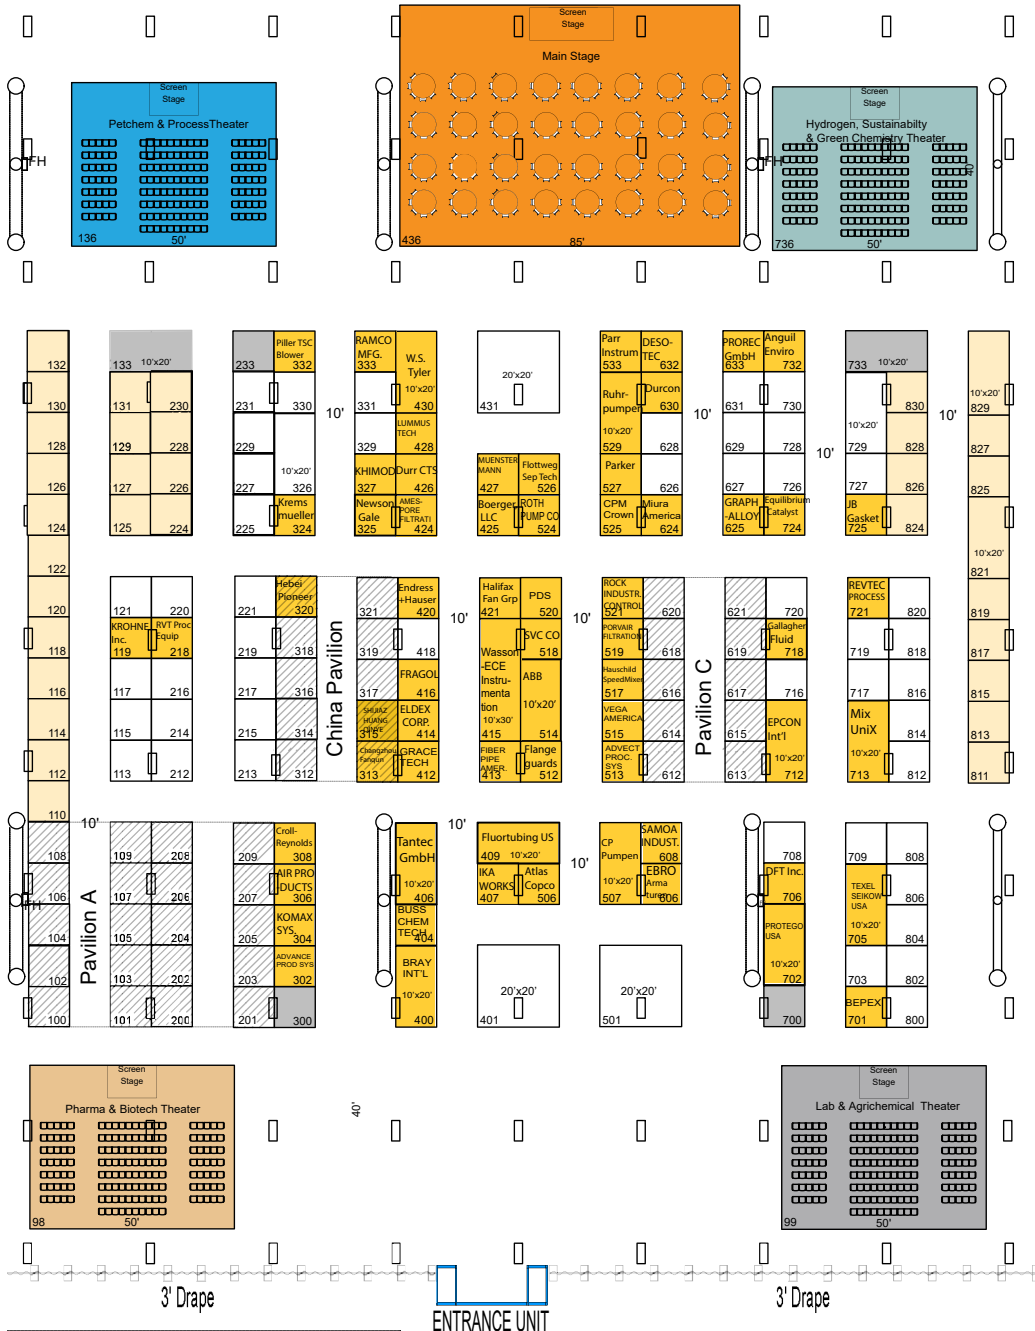 Screen
Stage
Main Stage
436
85'
Screen
Stage
Petchem & ProcessTheater
136
50'
FH
Screen
Stage
Hydrogen, Sustainabilty
& Green Chemistry Theater
40'
736
50'
FH
132
133
10'x20'
233
Piller TSC
Blower
332
RAMCO
MFG.
333
W.S.
Tyler
10'x20'
430
20'x20'
431
Parr
Instrum
533
DESO-
TEC
632
PROREC
GmbH
633
Anguil
Enviro
732
733
10'x20'
10'x20'
829
130
131
230
231
330
10'
331
Ruhr-
pumpen
10'x20'
529
Durcon
630
10'
631
730
830
10'
128
129
228
229
329
LUMMUS
TECH
428
628
629
728
10'
10'x20'
729
828
827
126
127
226
227
10'x20'
326
KHIMOD
327
Durr CTS
426
MUENSTER
MANN
427
Flottweg
Sep Tech
526
Parker
527
626
627
726
727
826
825
124
125
224
225
Krems
mueller
324
Newson
Gale
325
AMES-
PORE
FILTRATI
424
Boerger
LLC
425
ROTH
PUMP CO
524
CPM
Crown
525
Miura
America
624
GRAPH
-ALLOY
625
Equilibrium
Catalyst
724
JB
Gasket
725
824
122
10'x20'
821
120
121
220
221
Hebei
Pioneer
320
321
Endress
+Hauser
420
10'
Halifax
Fan Grp
421
PDS
520
10'
ROCK
INDUSTR.
CONTROL
521
620
621
720
REVTEC
PROCESS
721
820
819
118
KROHNE
Inc.
119
RVT Proc
Equip
218
219
318
319
418
Wasson
-ECE
Instru-
menta
tion
10'x30'
415
SVC CO
518
PORVAIR
FILTRATION
519
618
619
Gallagher
Fluid
718
719
818
817
116
117
216
217
316
China Pavilion
317
FRAGOL
416
ABB
10'x20'
514
Hauschild
SpeedMixer
517
616
Pavilion C
617
716
717
816
815
114
115
214
215
314
SHIJIAZ
HUANG
315
ELDEX
CORP.
414
VEGA
AMERICA
515
614
615
EPCON
Int'l
10'x20'
712
Mix
UniX
10'x20'
713
814
813
112
113
212
213
312
Changzhou
Fanqun
313
GRACE
TECH
412
FIBER
PIPE
AMER.
413
Flange
guards
512
ADVECT
PROC.
SYS
513
612
613
812
811
110
10'
108
109
208
209
Croll-
Reynolds
308
Tantec
GmbH
10'x20'
406
10'
Fluortubing US
409
10'x20'
10'
CP
Pumpen
10'x20'
507
SAMOA
INDUST.
608
708
709
808
106
FH
107
206
207
AIR PRO
-DUCTS
306
IKA
WORKS
407
Atlas
Copco
506
EBRO
Arma
turen
606
DFT Inc.
706
TEXEL
SEIKOW
USA
10'x20'
705
806
104
Pavilion A
105
204
205
KOMAX
SYS.
304
BUSS
CHEM
TECH
404
PROTEGO
USA
10'x20'
702
804
102
103
202
203
ADVANCE
PROD SYS
302
BRAY
INT'L
10'x20'
400
20'x20'
401
20'x20'
501
703
802
100
101
200
201
300
700
BEPEX
701
800
Screen
Stage
Pharma & Biotech Theater
98
50'
40'
Screen
Stage
Lab & Agrichemical Theater
99
50'
3' Drape
ENTRANCE UNIT
3' Drape